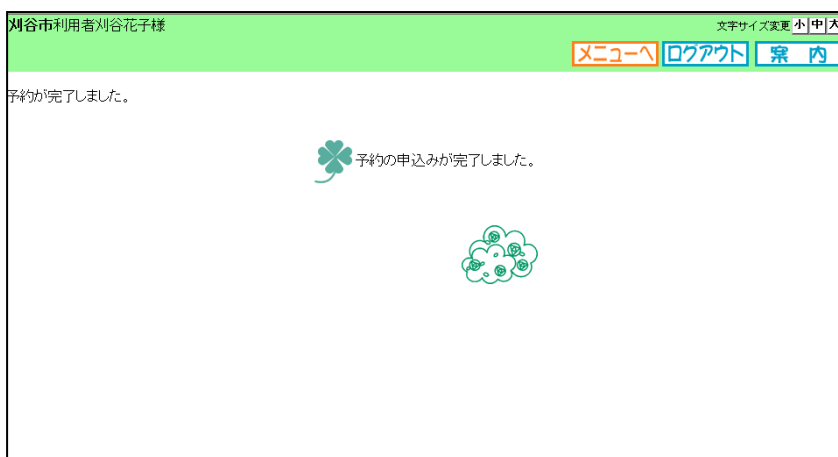 刈谷市利用者刈谷花子様
文字サイズ変更 小 中 大
メニューへ ログアウト 案 内
予約が完了しました。
予約の申込みが完了しました。